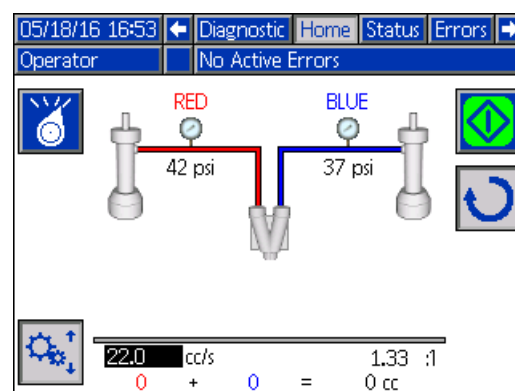 05/18/16 16:53 Diagnostic Home Status Errors
Operator No Active Errors
RED BLUE
42 psi 37 psi
22.0 cc/s 1.33 :1
0 + 0 = 0 cc